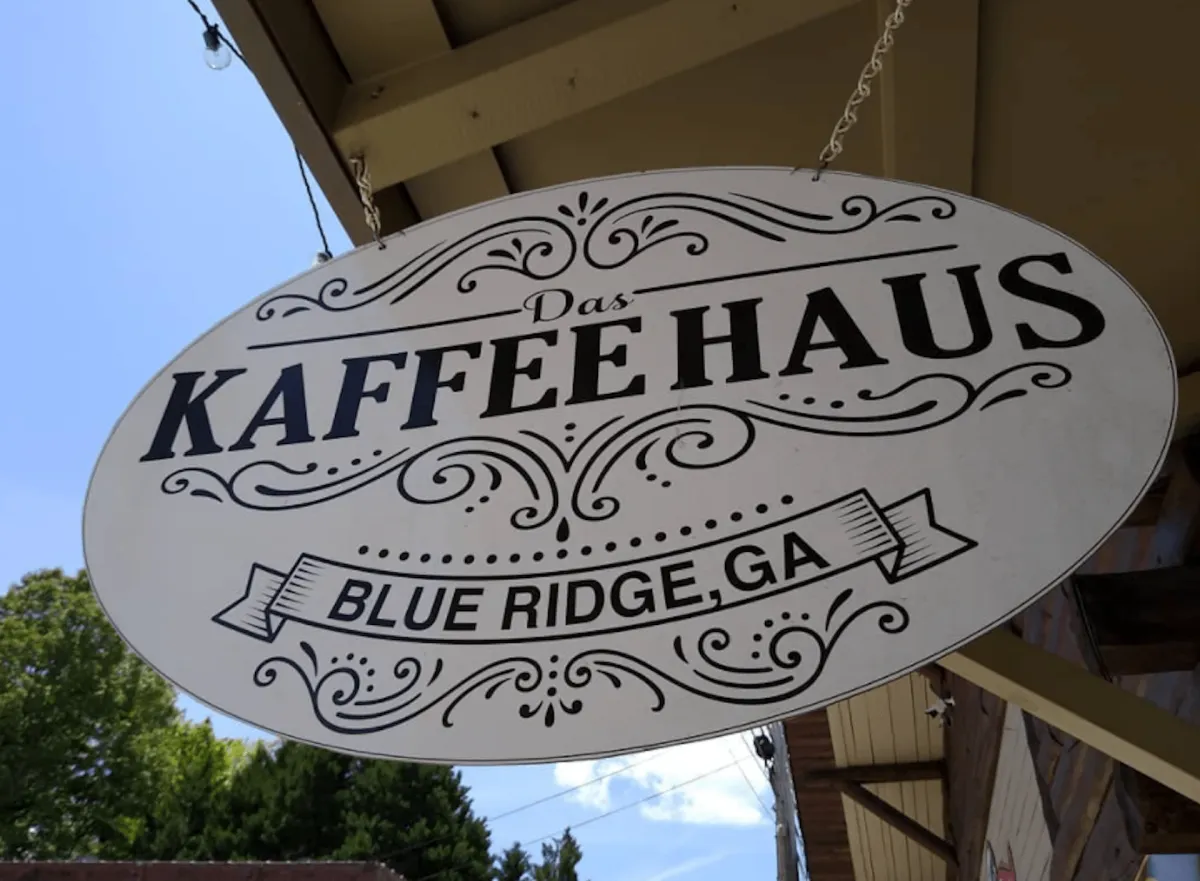 Das
KAFFEEHAUS
BLUE RIDGE, GA